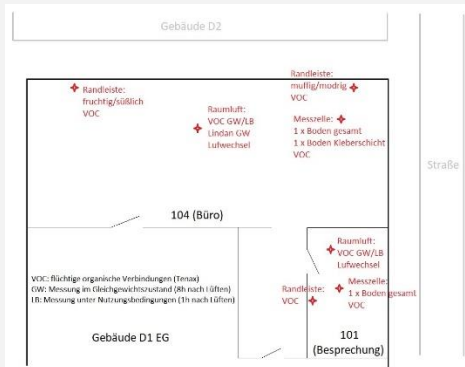 Gebäude D2
Randleiste:
fruchtig/süßlich
VOC
Raumluft:
VOC GW/LB
Lindan GW
Lufwechsel
Randleiste:
muffig/modrig
VOC
Messzelle:
1 x Boden gesamt
1 x Boden Kleberschicht
VOC
Straße
104 (Büro)
Raumluft:
VOC GW/LB
Lufwechsel
Messzelle:
1 x Boden gesamt
VOC
Randleiste:
VOC
VOC: flüchtige organische Verbindungen (Tenax)
GW: Messung im Gleichgewichtszustand (8h nach Lüften)
LB: Messung unter Nutzungsbedingungen (1h nach Lüften)
Gebäude D1 EG
101
(Besprechung)